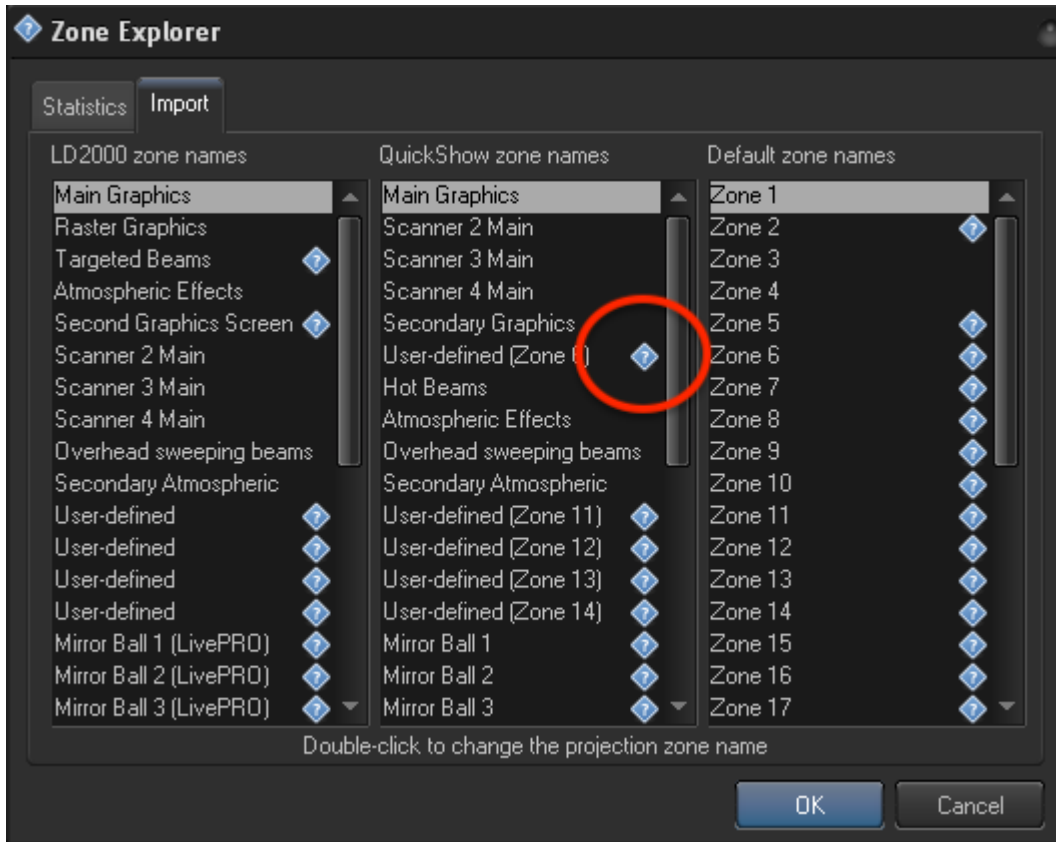 Zone Explorer
Statistics
Import
LD2000 zone names
Main Graphics
Raster Graphics
Targeted Beams
Atmospheric Effects
Second Graphics Screen
Scanner 2 Main
Scanner 3 Main
Scanner 4 Main
Overhead sweeping beams
Secondary Atmospheric
User-defined
User-defined
User-defined
User-defined
Mirror Ball 1 (LivePRO)
Mirror Ball 2 (LivePRO)
Mirror Ball 3 (LivePRO)
QuickShow zone names
Main Graphics
Scanner 2 Main
Scanner 3 Main
Scanner 4 Main
Secondary Graphics
User-defined (Zone 6)
Hot Beams
Atmospheric Effects
Overhead sweeping beams
Secondary Atmospheric
User-defined (Zone 11)
User-defined (Zone 12)
User-defined (Zone 13)
User-defined (Zone 14)
Mirror Ball 1
Mirror Ball 2
Mirror Ball 3
Default zone names
Zone 1
Zone 2
Zone 3
Zone 4
Zone 5
Zone 6
Zone 7
Zone 8
Zone 9
Zone 10
Zone 11
Zone 12
Zone 13
Zone 14
Zone 15
Zone 16
Zone 17
Double-click to change the projection zone name
OK
Cancel